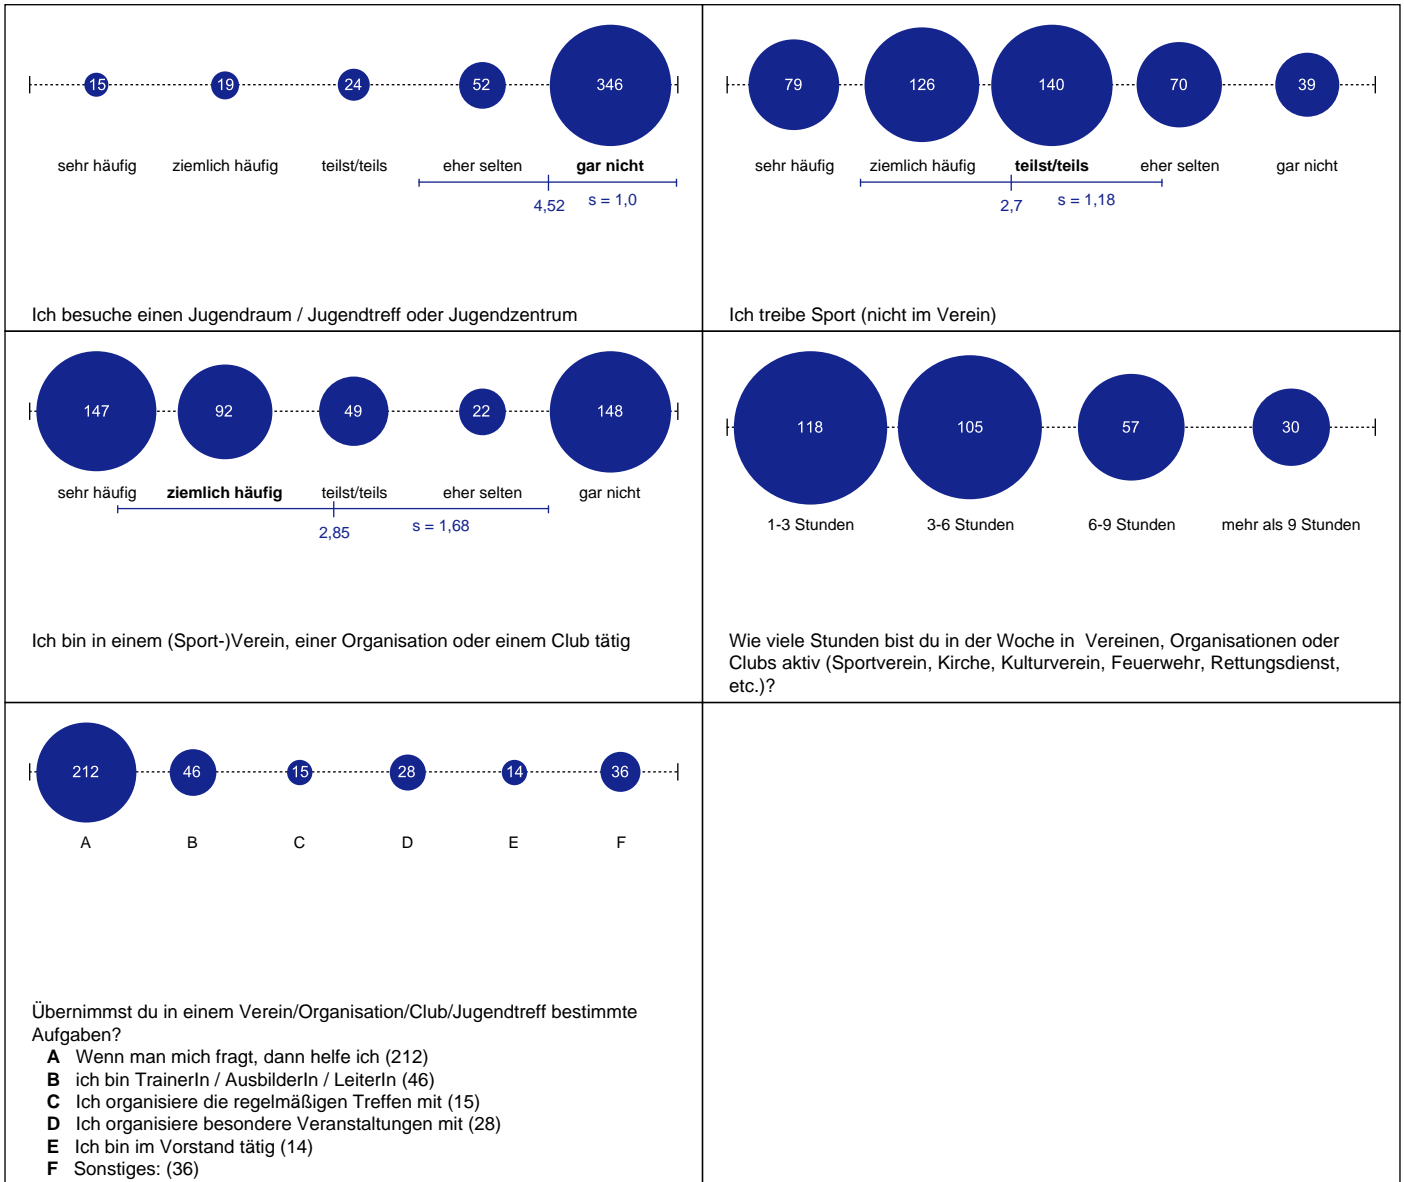 15 19 24 52 346
sehr häufig ziemlich häufig teilst/teils eher selten gar nicht
4,52 s = 1,0
Ich besuche einen Jugendraum / Jugendtreff oder Jugendzentrum
79 126 140 70 39
sehr häufig ziemlich häufig teilst/teils eher selten gar nicht
2,7 s = 1,18
Ich treibe Sport (nicht im Verein)
147 92 49 22 148
sehr häufig ziemlich häufig teilst/teils eher selten gar nicht
2,85 s = 1,68
Ich bin in einem (Sport-)Verein, einer Organisation oder einem Club tätig
118 105 57 30
1-3 Stunden 3-6 Stunden 6-9 Stunden mehr als 9 Stunden
Wie viele Stunden bist du in der Woche in Vereinen, Organisationen oder
Clubs aktiv (Sportverein, Kirche, Kulturverein, Feuerwehr, Rettungsdienst,
etc.)?
212 46 15 28 14 36
A B C D E F
Übernimmst du in einem Verein/Organisation/Club/Jugendtreff bestimmte
Aufgaben?
A Wenn man mich fragt, dann helfe ich (212)
B ich bin TrainerIn / AusbilderIn / LeiterIn (46)
C Ich organisiere die regelmäßigen Treffen mit (15)
D Ich organisiere besondere Veranstaltungen mit (28)
E Ich bin im Vorstand tätig (14)
F Sonstiges: (36)